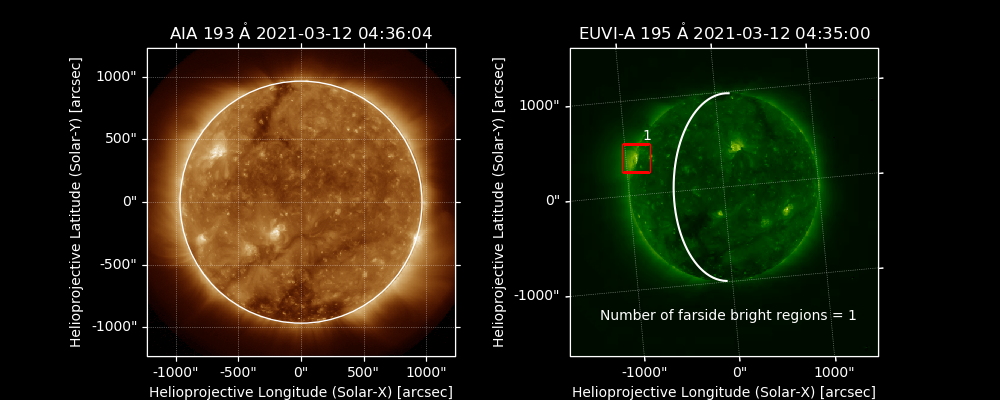 AIA 193 Å 2021-03-12 04:36:04
1000"
500"
0"
-500"
-1000"
-1000"
-500"
0"
500"
1000"
Helioprojective Longitude (Solar-X) [arcsec]
Helioprojective Latitude (Solar-Y) [arcsec]
EUVI-A 195 Å 2021-03-12 04:35:00
1
1000"
0"
-1000"
Number of farside bright regions = 1
-1000"
0"
1000"
Helioprojective Longitude (Solar-X) [arcsec]
Helioprojective Latitude (Solar-Y) [arcsec]